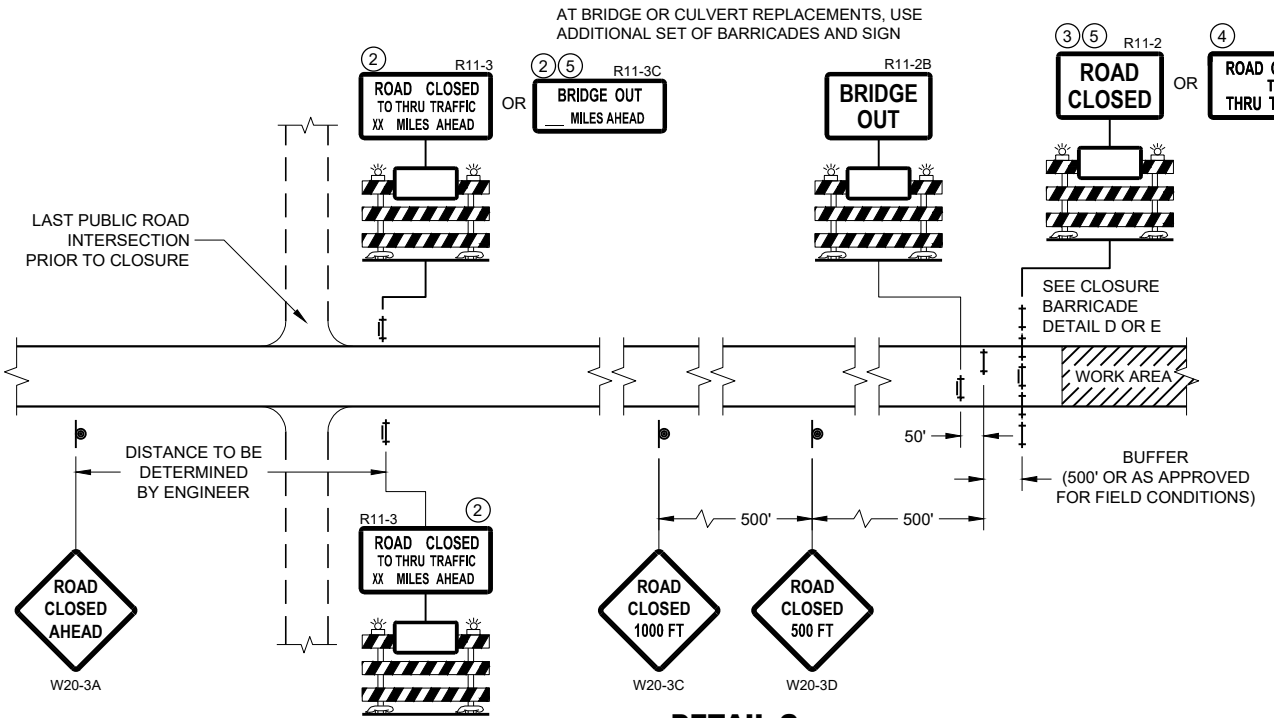 AT BRIDGE OR CULVERT REPLACEMENTS, USE
ADDITIONAL SET OF BARRICADES AND SIGN
2
R11-3
ROAD CLOSED
TO THRU TRAFFIC
XX MILES AHEAD
OR
2 5
R11-3C
BRIDGE OUT
___ MILES AHEAD
R11-2B
BRIDGE
OUT
3 5
R11-2
ROAD
CLOSED
OR
4
ROAD
THRU
LAST PUBLIC ROAD
INTERSECTION
PRIOR TO CLOSURE
SEE CLOSURE
BARRICADE
DETAIL D OR E
WORK AREA
DISTANCE TO BE
DETERMINED
BY ENGINEER
50'
BUFFER
(500' OR AS APPROVED
FOR FIELD CONDITIONS)
500'
500'
R11-3
2
ROAD CLOSED
TO THRU TRAFFIC
XX MILES AHEAD
ROAD
CLOSED
AHEAD
W20-3A
ROAD
CLOSED
1000 FT
W20-3C
ROAD
CLOSED
500 FT
W20-3D